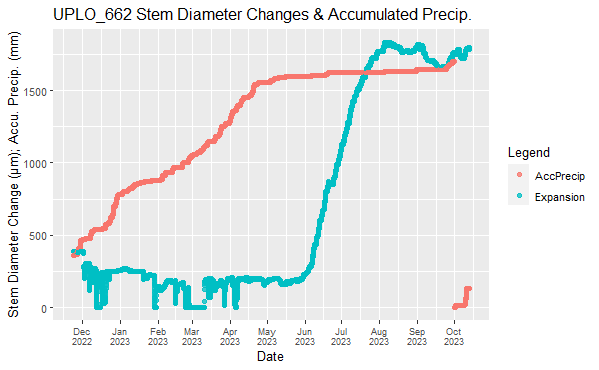 UPLO_662 Stem Diameter Changes & Accumulated Precip.
Stem Diameter Change (µm); Accu. Precip. (mm)
1500
1000
500
0
Dec Jan Feb Mar Apr May Jun Jul Aug Sep Oct
2022 2023 2023 2023 2023 2023 2023 2023 2023 2023 2023
Date
Legend
AccPrecip
Expansion